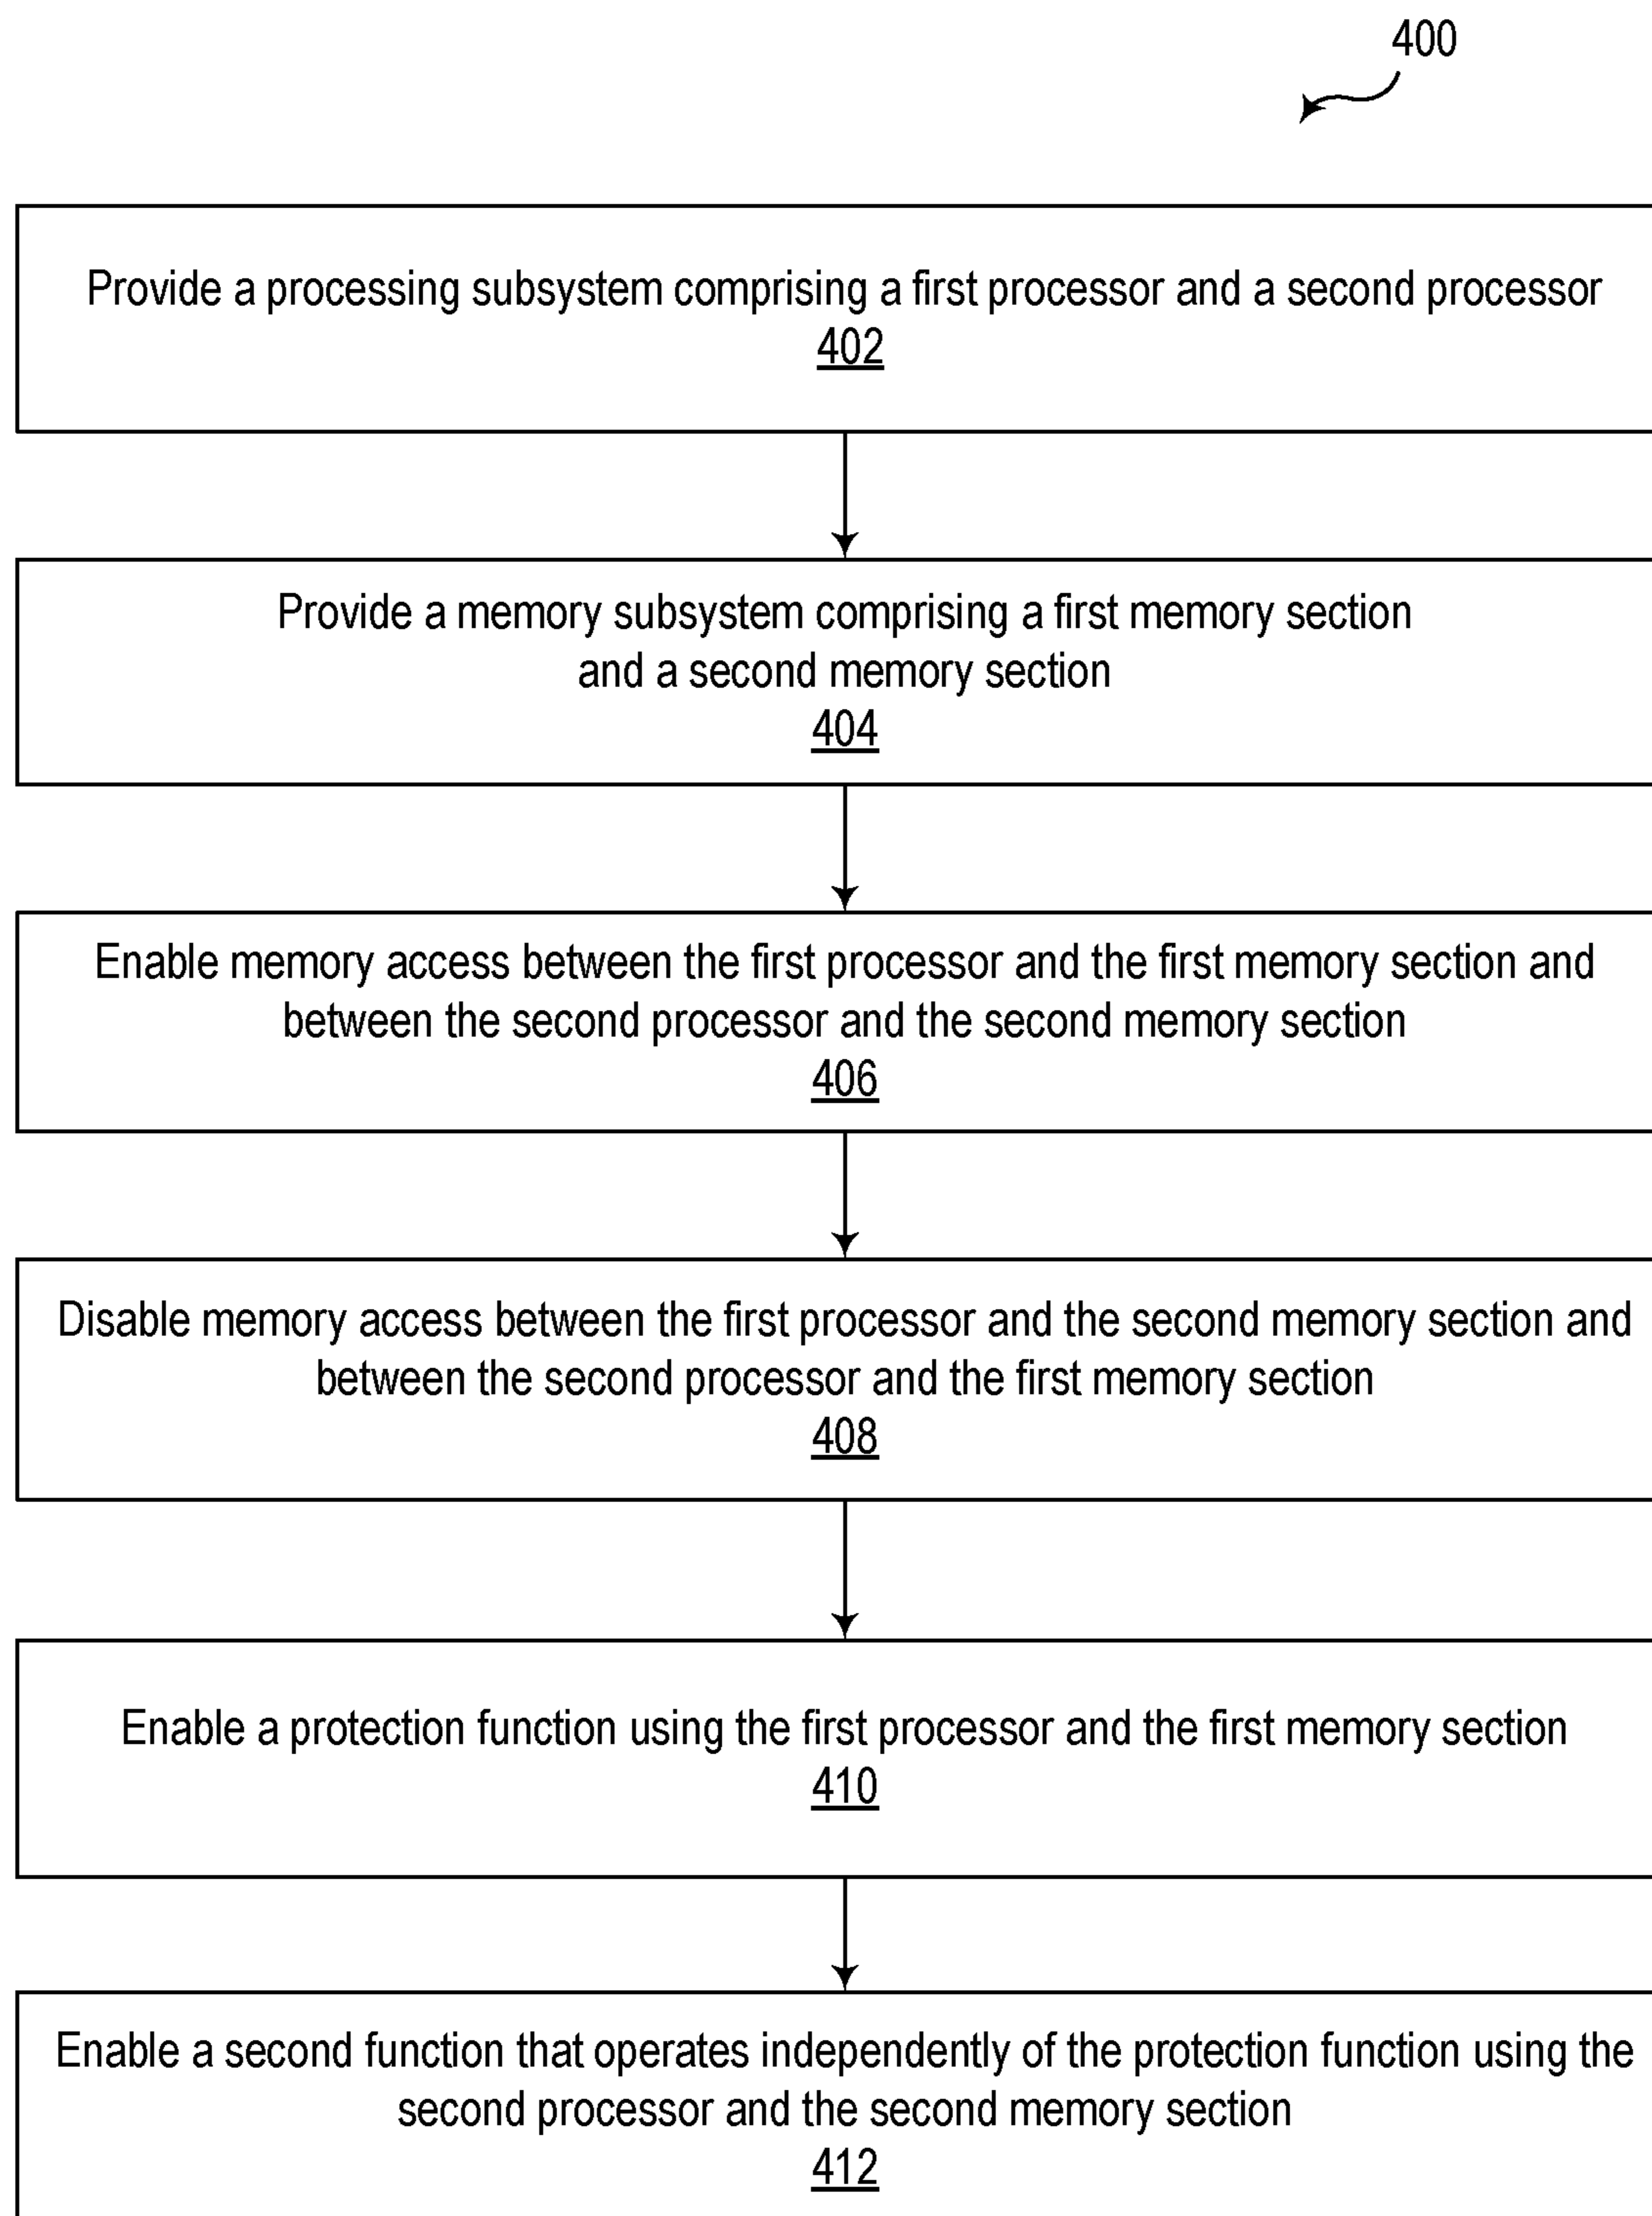 400
Provide a processing subsystem comprising a first processor and a second processor
402
Provide a memory subsystem comprising a first memory section
and a second memory section
404
Enable memory access between the first processor and the first memory section and
between the second processor and the second memory section
406
Disable memory access between the first processor and the second memory section and
between the second processor and the first memory section
408
Enable a protection function using the first processor and the first memory section
410
Enable a second function that operates independently of the protection function using the
second processor and the second memory section
412